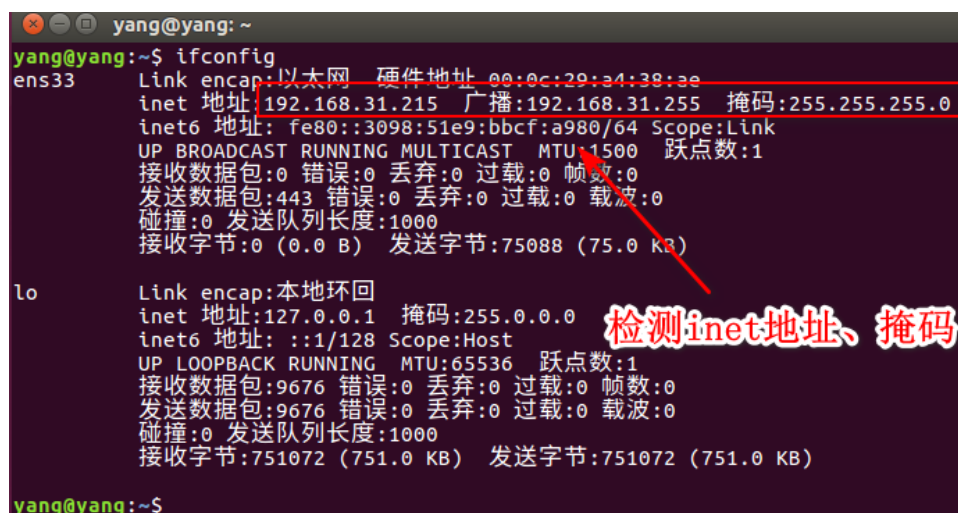 yang@yang: ~
yang@yang:~$ ifconfig
ens33 Link encap:以太网 硬件地址 00:0c:29:a4:38:ae
inet 地址:192.168.31.215 广播:192.168.31.255 掩码:255.255.255.0
inet6 地址: fe80::3098:51e9:bbcf:a980/64 Scope:Link
UP BROADCAST RUNNING MULTICAST MTU:1500 跃点数:1
接收数据包:0 错误:0 丢弃:0 过载:0 帧数:0
发送数据包:443 错误:0 丢弃:0 过载:0 载波:0
碰撞:0 发送队列长度:1000
接收字节:0 (0.0 B) 发送字节:75088 (75.0 KB)
lo Link encap:本地环回
inet 地址:127.0.0.1 掩码:255.0.0.0
inet6 地址: ::1/128 Scope:Host
UP LOOPBACK RUNNING MTU:65536 跃点数:1
接收数据包:9676 错误:0 丢弃:0 过载:0 帧数:0
发送数据包:9676 错误:0 丢弃:0 过载:0 载波:0
碰撞:0 发送队列长度:1000
接收字节:751072 (751.0 KB) 发送字节:751072 (751.0 KB)
检测inet地址、掩码
yang@yang:~$